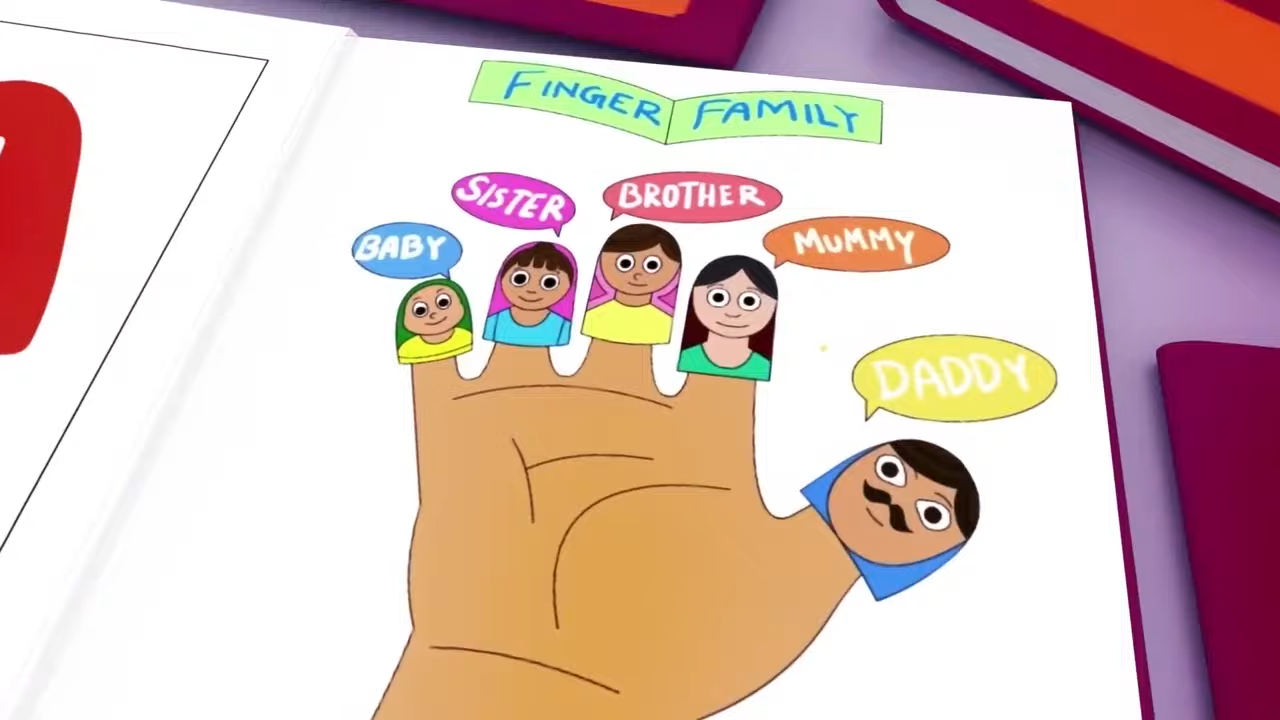 FINGER FAMILY
BABY
SISTER
BROTHER
MUMMY
DADDY